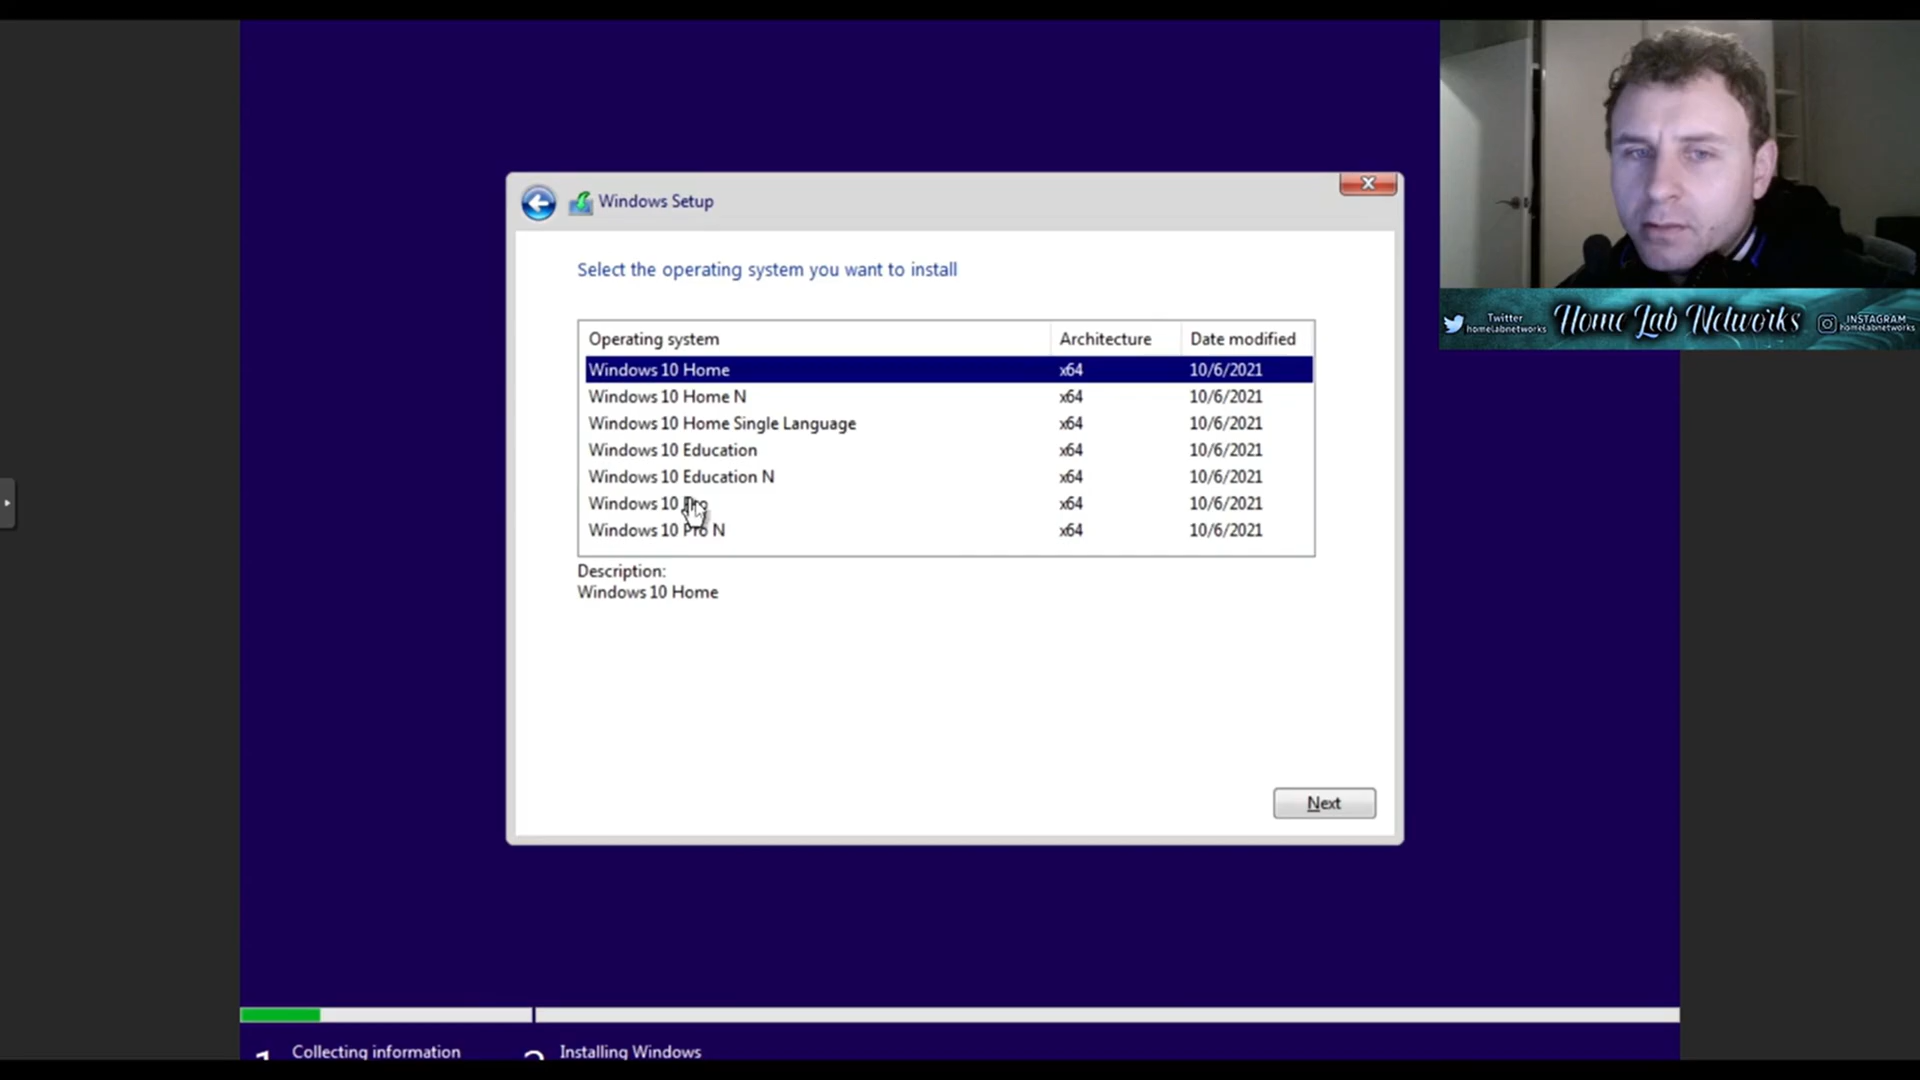 Windows Setup
Select the operating system you want to install
Operating system Architecture Date modified
Windows 10 Home x64 10/6/2021
Windows 10 Home N x64 10/6/2021
Windows 10 Home Single Language x64 10/6/2021
Windows 10 Education x64 10/6/2021
Windows 10 Education N x64 10/6/2021
Windows 10 Pro x64 10/6/2021
Windows 10 Pro N x64 10/6/2021
Description:
Windows 10 Home
Next
Twitter
homelabnetworks
Home Lab Networks
INSTAGRAM
homelabnetworks
1 Collecting information 2 Installing Windows